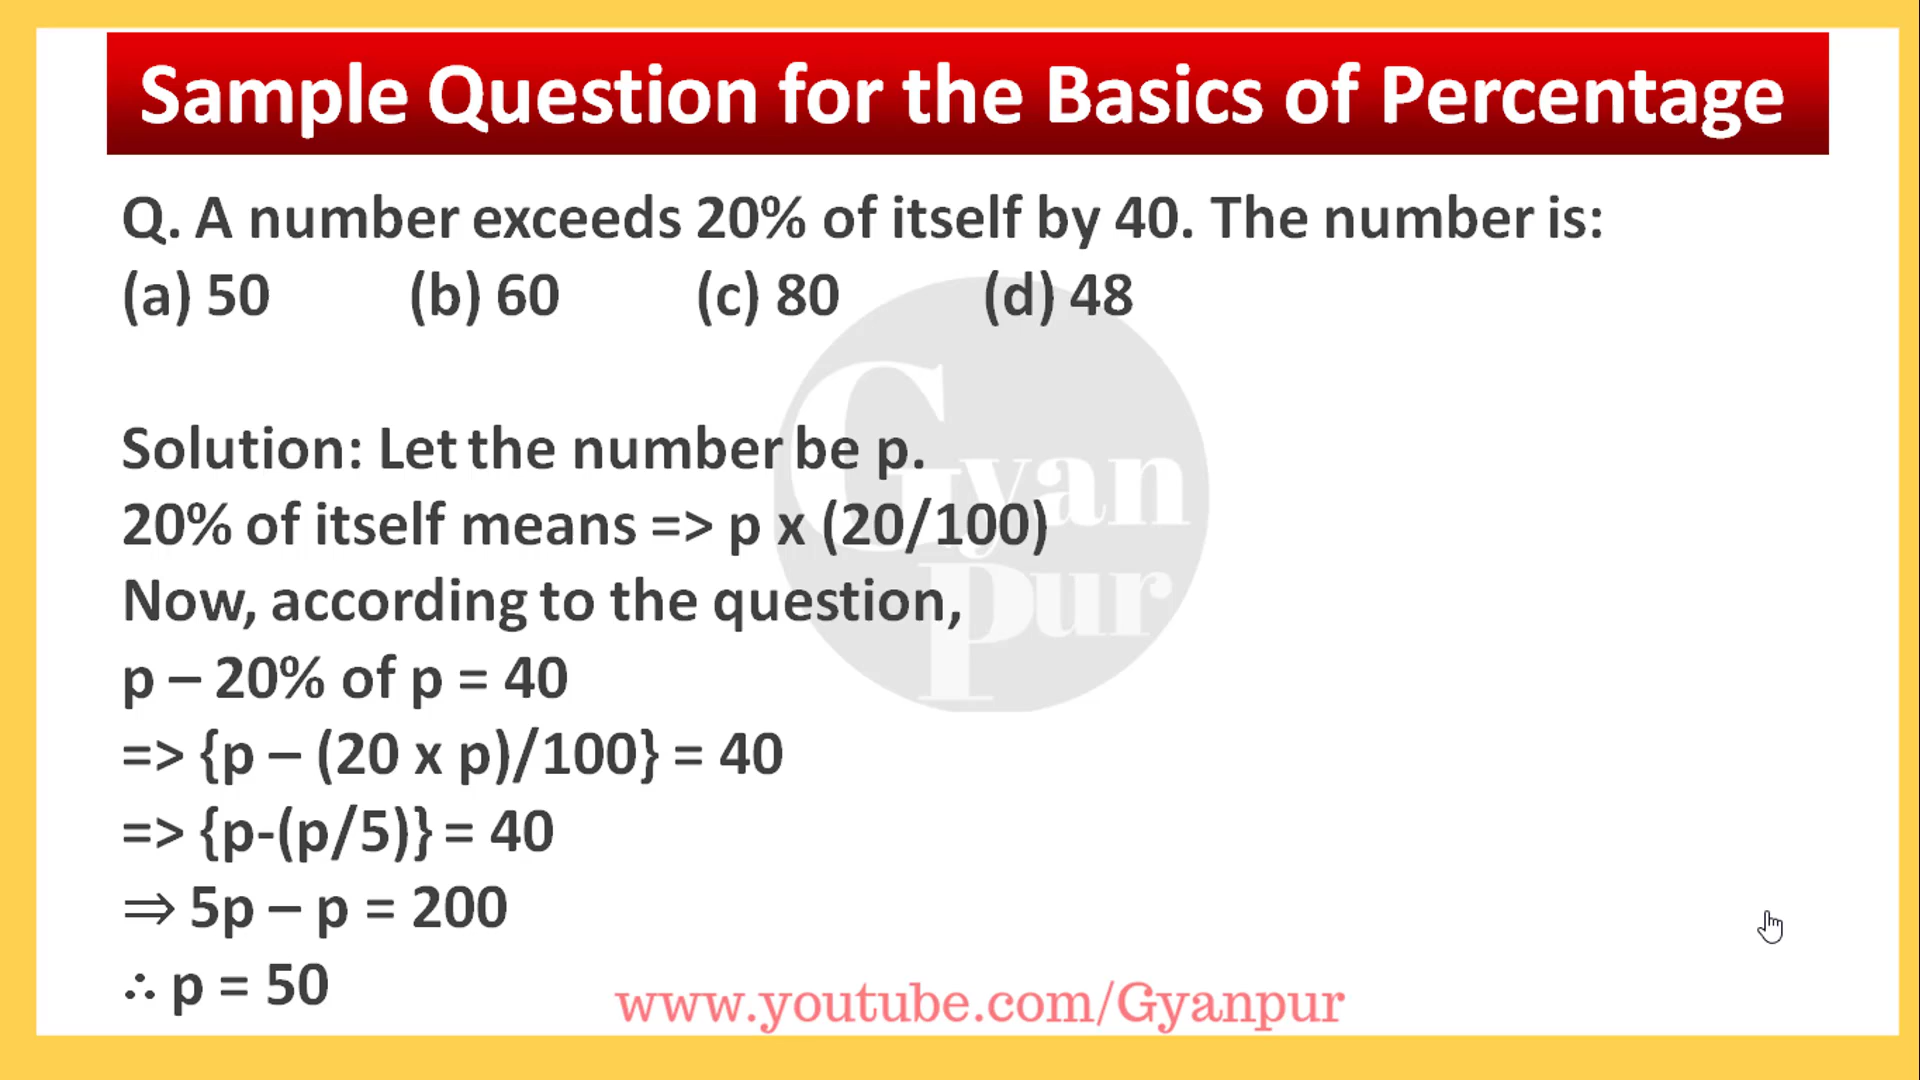 Sample Question for the Basics of Percentage
Q. A number exceeds 20% of itself by 40. The number is:
(a) 50 (b) 60 (c) 80 (d) 48
Gyan
Pur
Solution: Let the number be p.
20% of itself means => p x (20/100)
Now, according to the question,
p – 20% of p = 40
=> {p – (20 x p)/100} = 40
=> {p-(p/5)} = 40
⇒ 5p – p = 200
∴ p = 50
www.youtube.com/Gyanpur